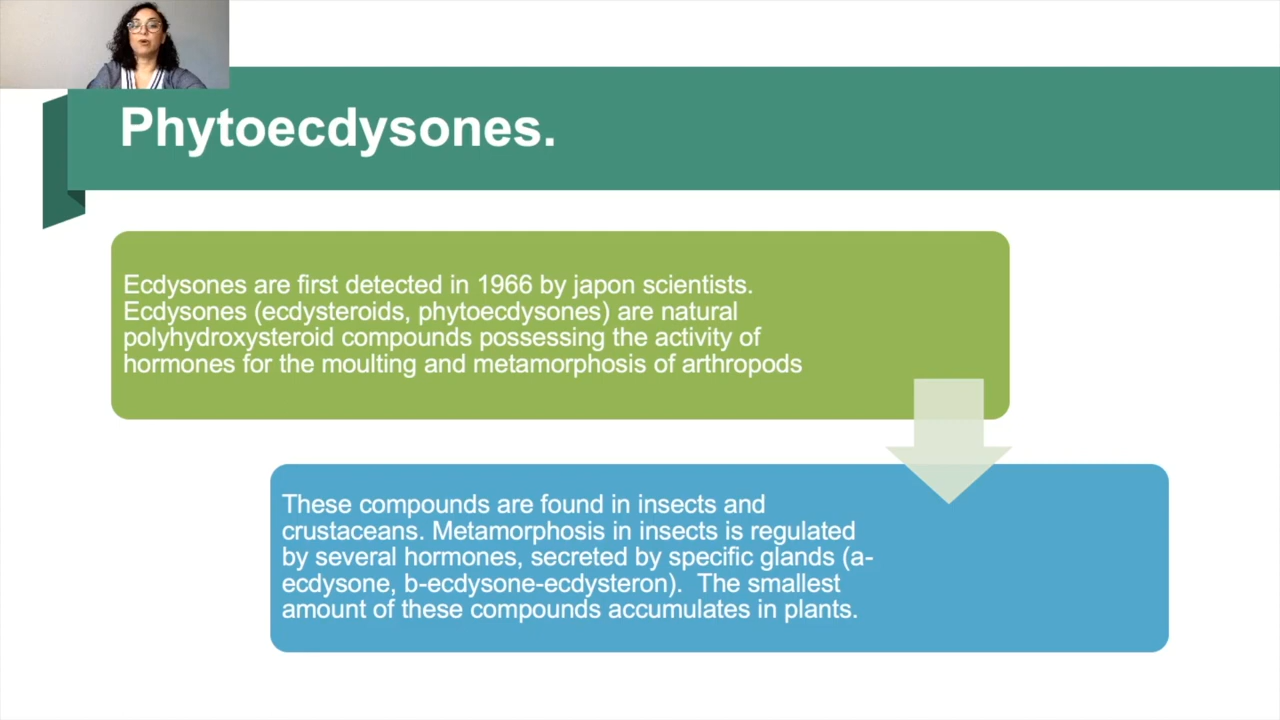 Phytoecdysones.
Ecdysones are first detected in 1966 by japon scientists.
Ecdysones (ecdysteroids, phytoecdysones) are natural
polyhydroxysteroid compounds possessing the activity of
hormones for the moulting and metamorphosis of arthropods
These compounds are found in insects and
crustaceans. Metamorphosis in insects is regulated
by several hormones, secreted by specific glands (a-
ecdysone, b-ecdysone-ecdysteron).  The smallest
amount of these compounds accumulates in plants.